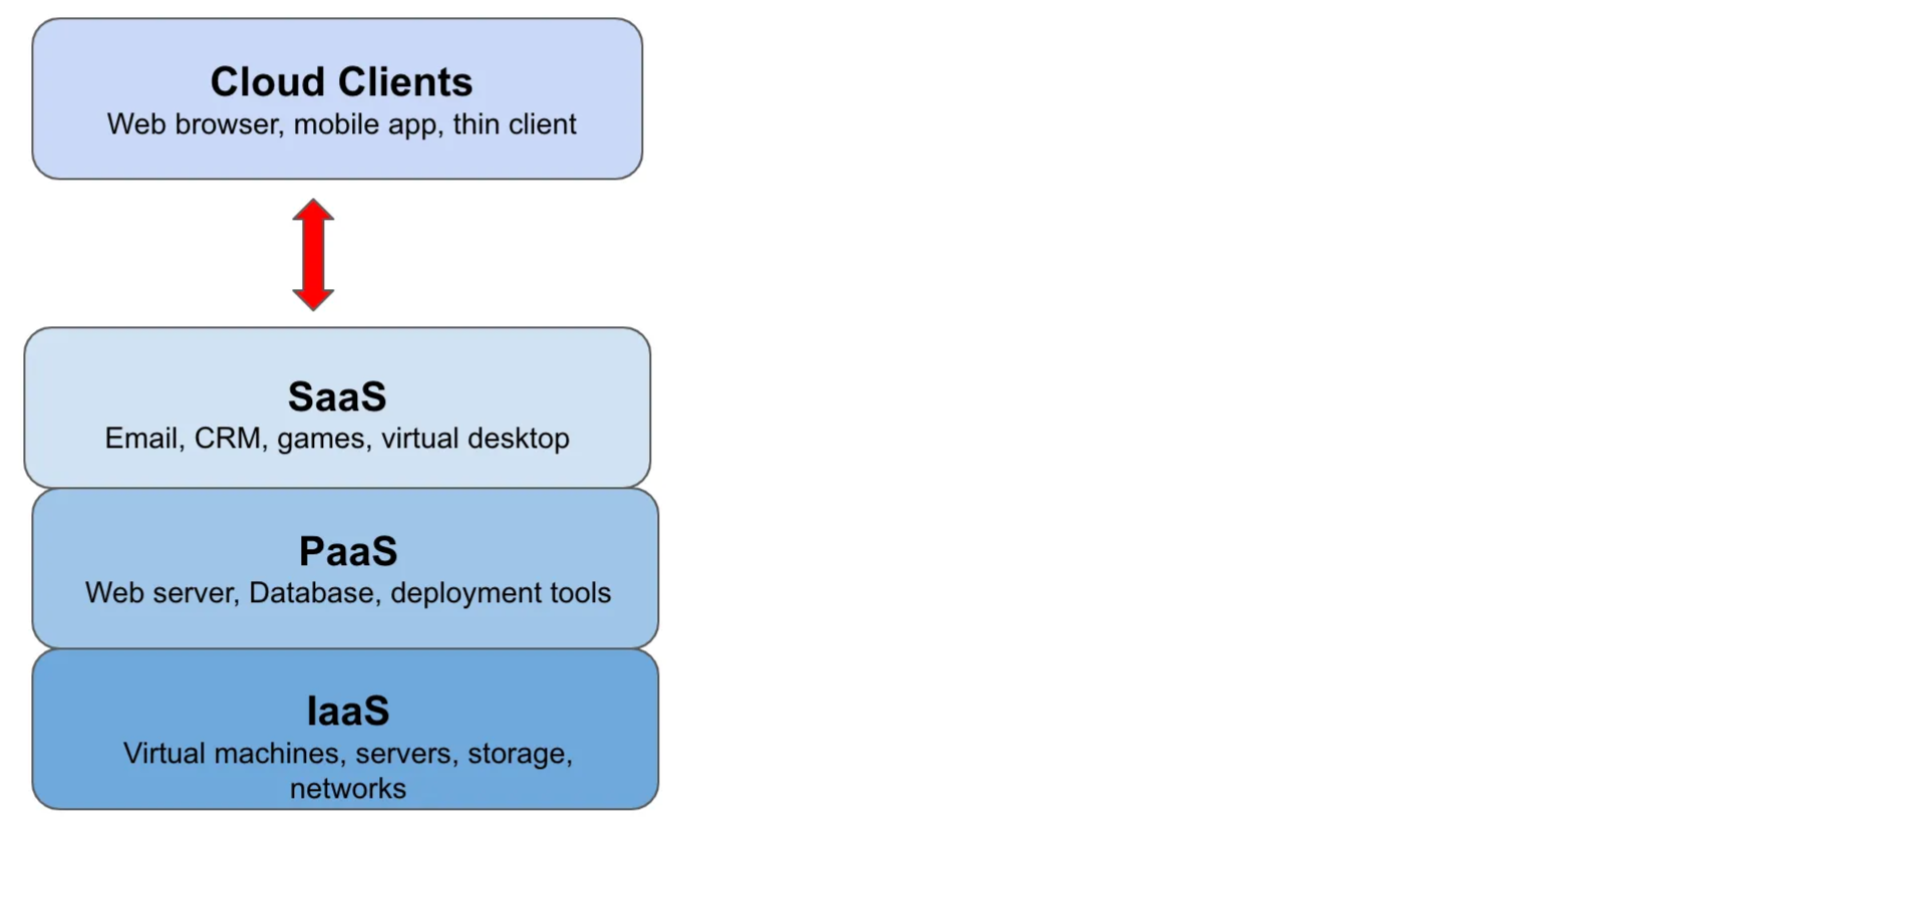 Cloud Clients
Web browser, mobile app, thin client
SaaS
Email, CRM, games, virtual desktop
PaaS
Web server, Database, deployment tools
IaaS
Virtual machines, servers, storage,
networks